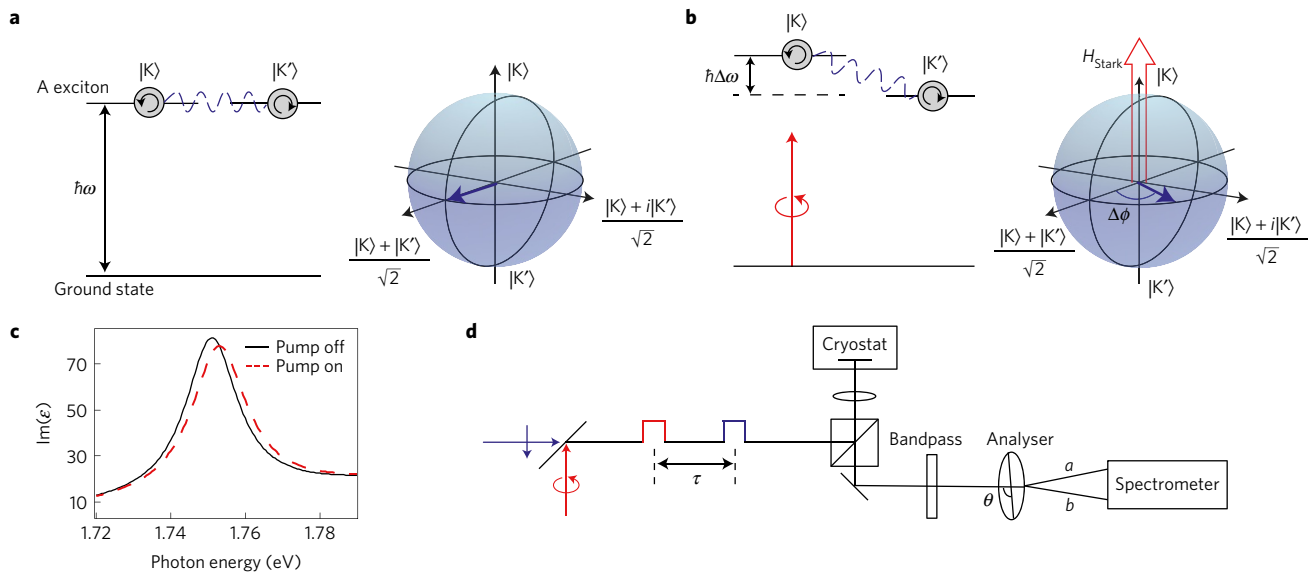 a
|K⟩
|K′⟩
A exciton
ħω
Ground state
|K⟩
|K⟩ + i|K′⟩
√2
|K⟩ + |K′⟩
√2
|K′⟩
b
|K⟩
|K′⟩
ħΔω
H_Stark
|K⟩
Δϕ
|K⟩ + i|K′⟩
√2
|K⟩ + |K′⟩
√2
|K′⟩
c
Pump off
Pump on
Im(ε)
70
50
30
10
1.72
1.74
1.76
1.78
Photon energy (eV)
d
Cryostat
τ
Bandpass
Analyser
θ
a
b
Spectrometer